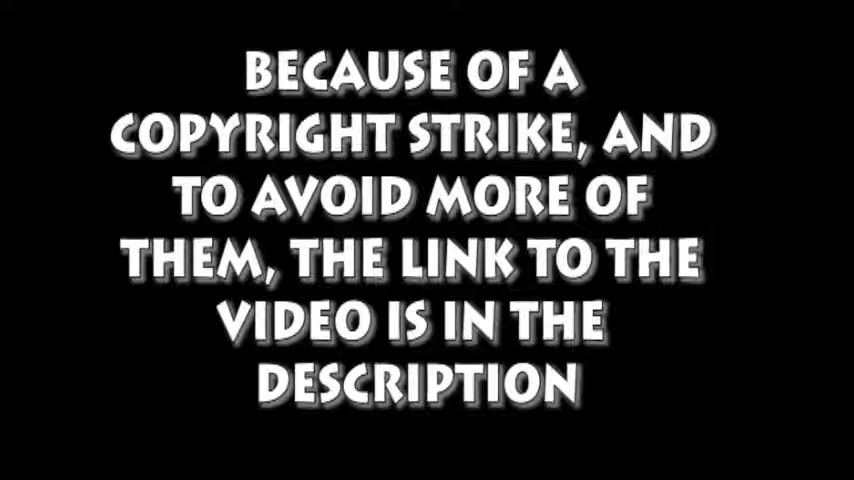 BECAUSE OF A
COPYRIGHT STRIKE, AND
TO AVOID MORE OF
THEM, THE LINK TO THE
VIDEO IS IN THE
DESCRIPTION